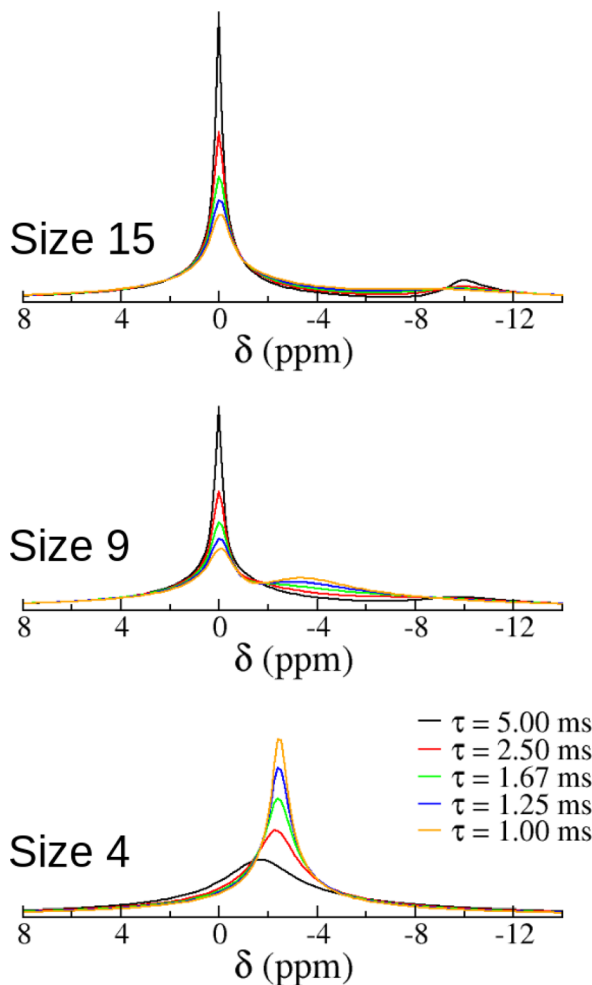 Size 15
8 4 0 -4 -8 -12
δ (ppm)
Size 9
8 4 0 -4 -8 -12
δ (ppm)
τ = 5.00 ms
τ = 2.50 ms
τ = 1.67 ms
τ = 1.25 ms
τ = 1.00 ms
Size 4
8 4 0 -4 -8 -12
δ (ppm)